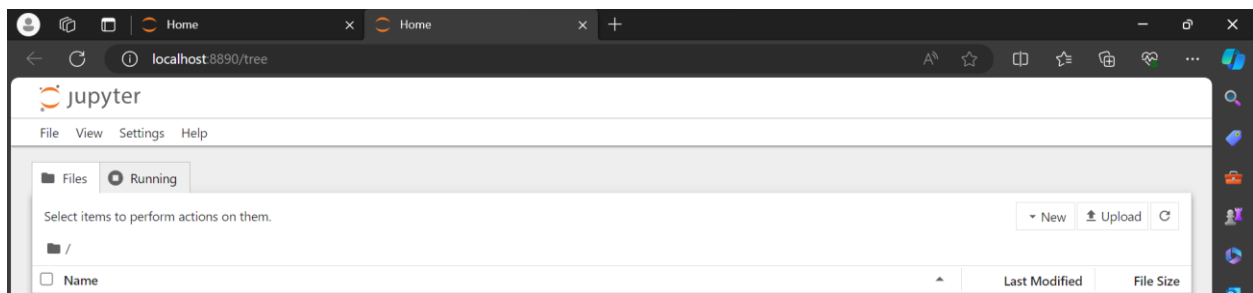 Home Home
localhost:8890/tree
jupyter
File View Settings Help
Files Running
Select items to perform actions on them. New Upload
/
Name Last Modified File Size